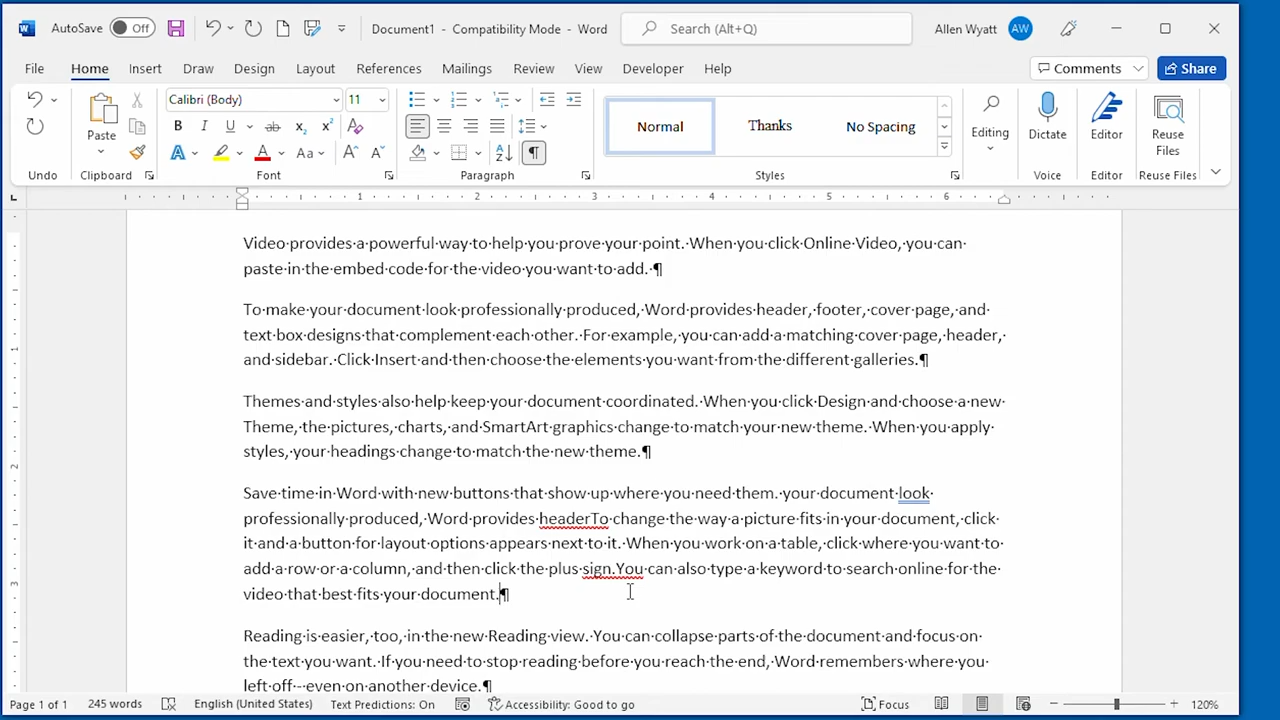 AutoSave Off Document1 - Compatibility Mode - Word Search (Alt+Q) Allen Wyatt AW
File Home Insert Draw Design Layout References Mailings Review View Developer Help Comments Share
Calibri (Body) 11
Paste
Normal Thanks No Spacing
Editing Dictate Editor Reuse Files
Undo Clipboard Font Paragraph Styles Voice Editor Reuse Files
1 2 3 4 5 6
Video·provides·a·powerful·way·to·help·you·prove·your·point.·When·you·click·Online·Video,·you·can·
paste·in·the·embed·code·for·the·video·you·want·to·add.·¶
To·make·your·document·look·professionally·produced,·Word·provides·header,·footer,·cover·page,·and·
text·box·designs·that·complement·each·other.·For·example,·you·can·add·a·matching·cover·page,·header,·
and·sidebar.·Click·Insert·and·then·choose·the·elements·you·want·from·the·different·galleries.¶
Themes·and·styles·also·help·keep·your·document·coordinated.·When·you·click·Design·and·choose·a·new·
Theme,·the·pictures,·charts,·and·SmartArt·graphics·change·to·match·your·new·theme.·When·you·apply·
styles,·your·headings·change·to·match·the·new·theme.¶
Save·time·in·Word·with·new·buttons·that·show·up·where·you·need·them.·your·document·look·
professionally·produced,·Word·provides·headerTo·change·the·way·a·picture·fits·in·your·document,·click·
it·and·a·button·for·layout·options·appears·next·to·it.·When·you·work·on·a·table,·click·where·you·want·to·
add·a·row·or·a·column,·and·then·click·the·plus·sign.You·can·also·type·a·keyword·to·search·online·for·the·
video·that·best·fits·your·document.¶
Reading·is·easier,·too,·in·the·new·Reading·view.·You·can·collapse·parts·of·the·document·and·focus·on·
the·text·you·want.·If·you·need·to·stop·reading·before·you·reach·the·end,·Word·remembers·where·you·
left·off·-·even·on·another·device.¶
Page 1 of 1 245 words English (United States) Text Predictions: On Accessibility: Good to go Focus 120%